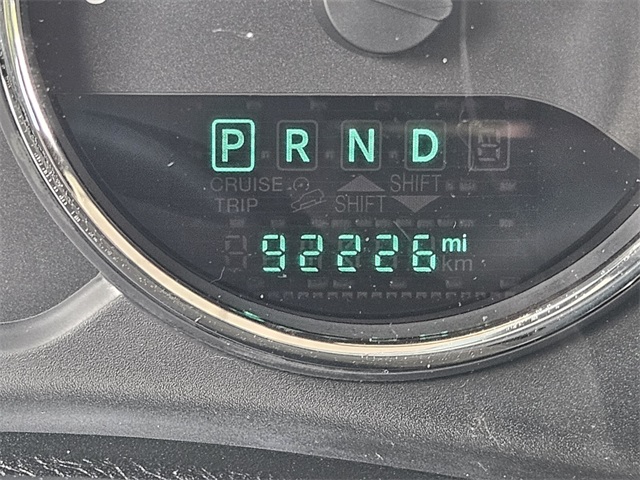 P R N D
CRUISE SHIFT
TRIP SHIFT
92226 mi
km